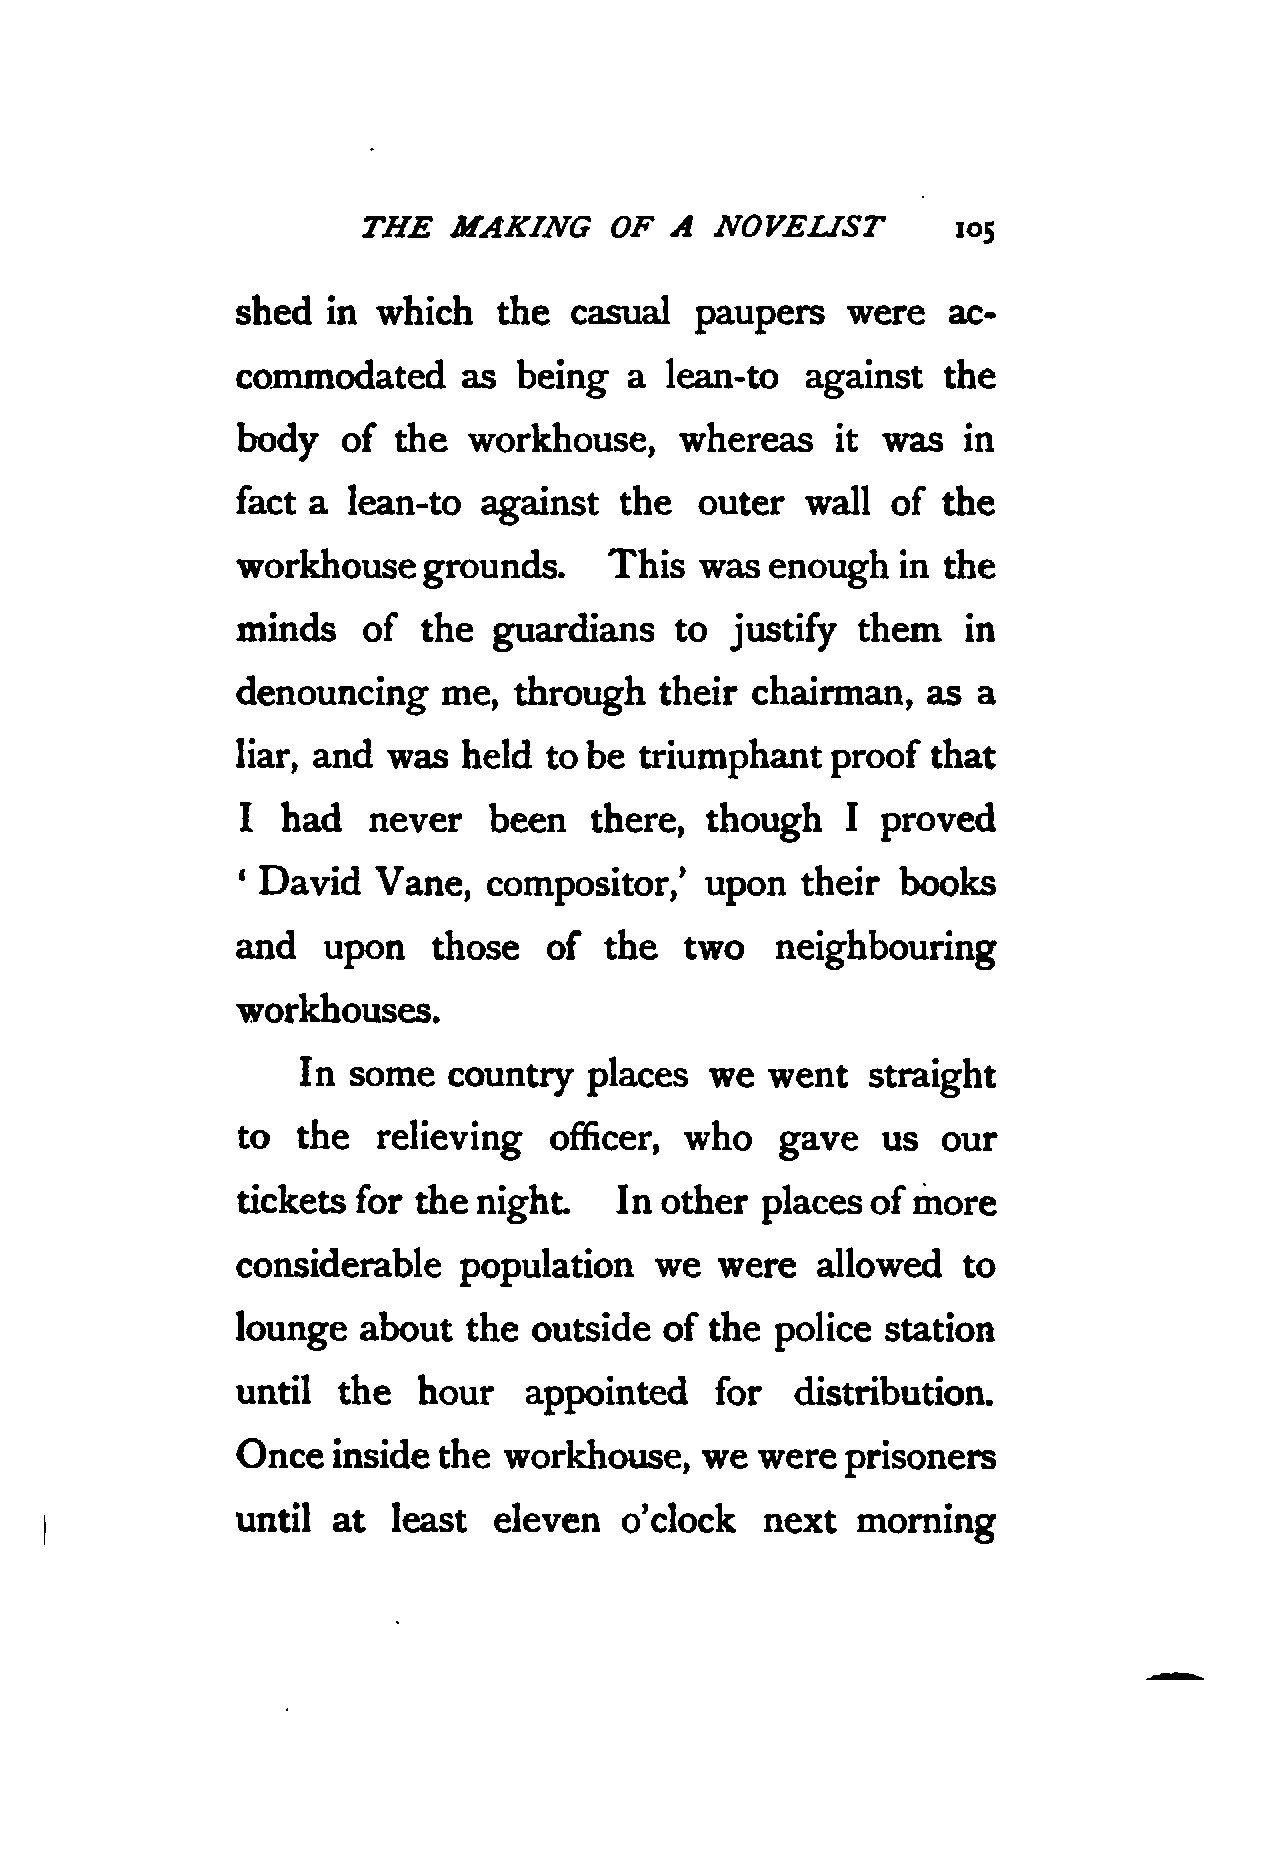 THE MAKING OF A NOVELIST 105
shed in which the casual paupers were ac-
commodated as being a lean-to against the
body of the workhouse, whereas it was in
fact a lean-to against the outer wall of the
workhouse grounds. This was enough in the
minds of the guardians to justify them in
denouncing me, through their chairman, as a
liar, and was held to be triumphant proof that
I had never been there, though I proved
‘ David Vane, compositor,’ upon their books
and upon those of the two neighbouring
workhouses.
In some country places we went straight
to the relieving officer, who gave us our
tickets for the night. In other places of more
considerable population we were allowed to
lounge about the outside of the police station
until the hour appointed for distribution.
Once inside the workhouse, we were prisoners
until at least eleven o’clock next morning